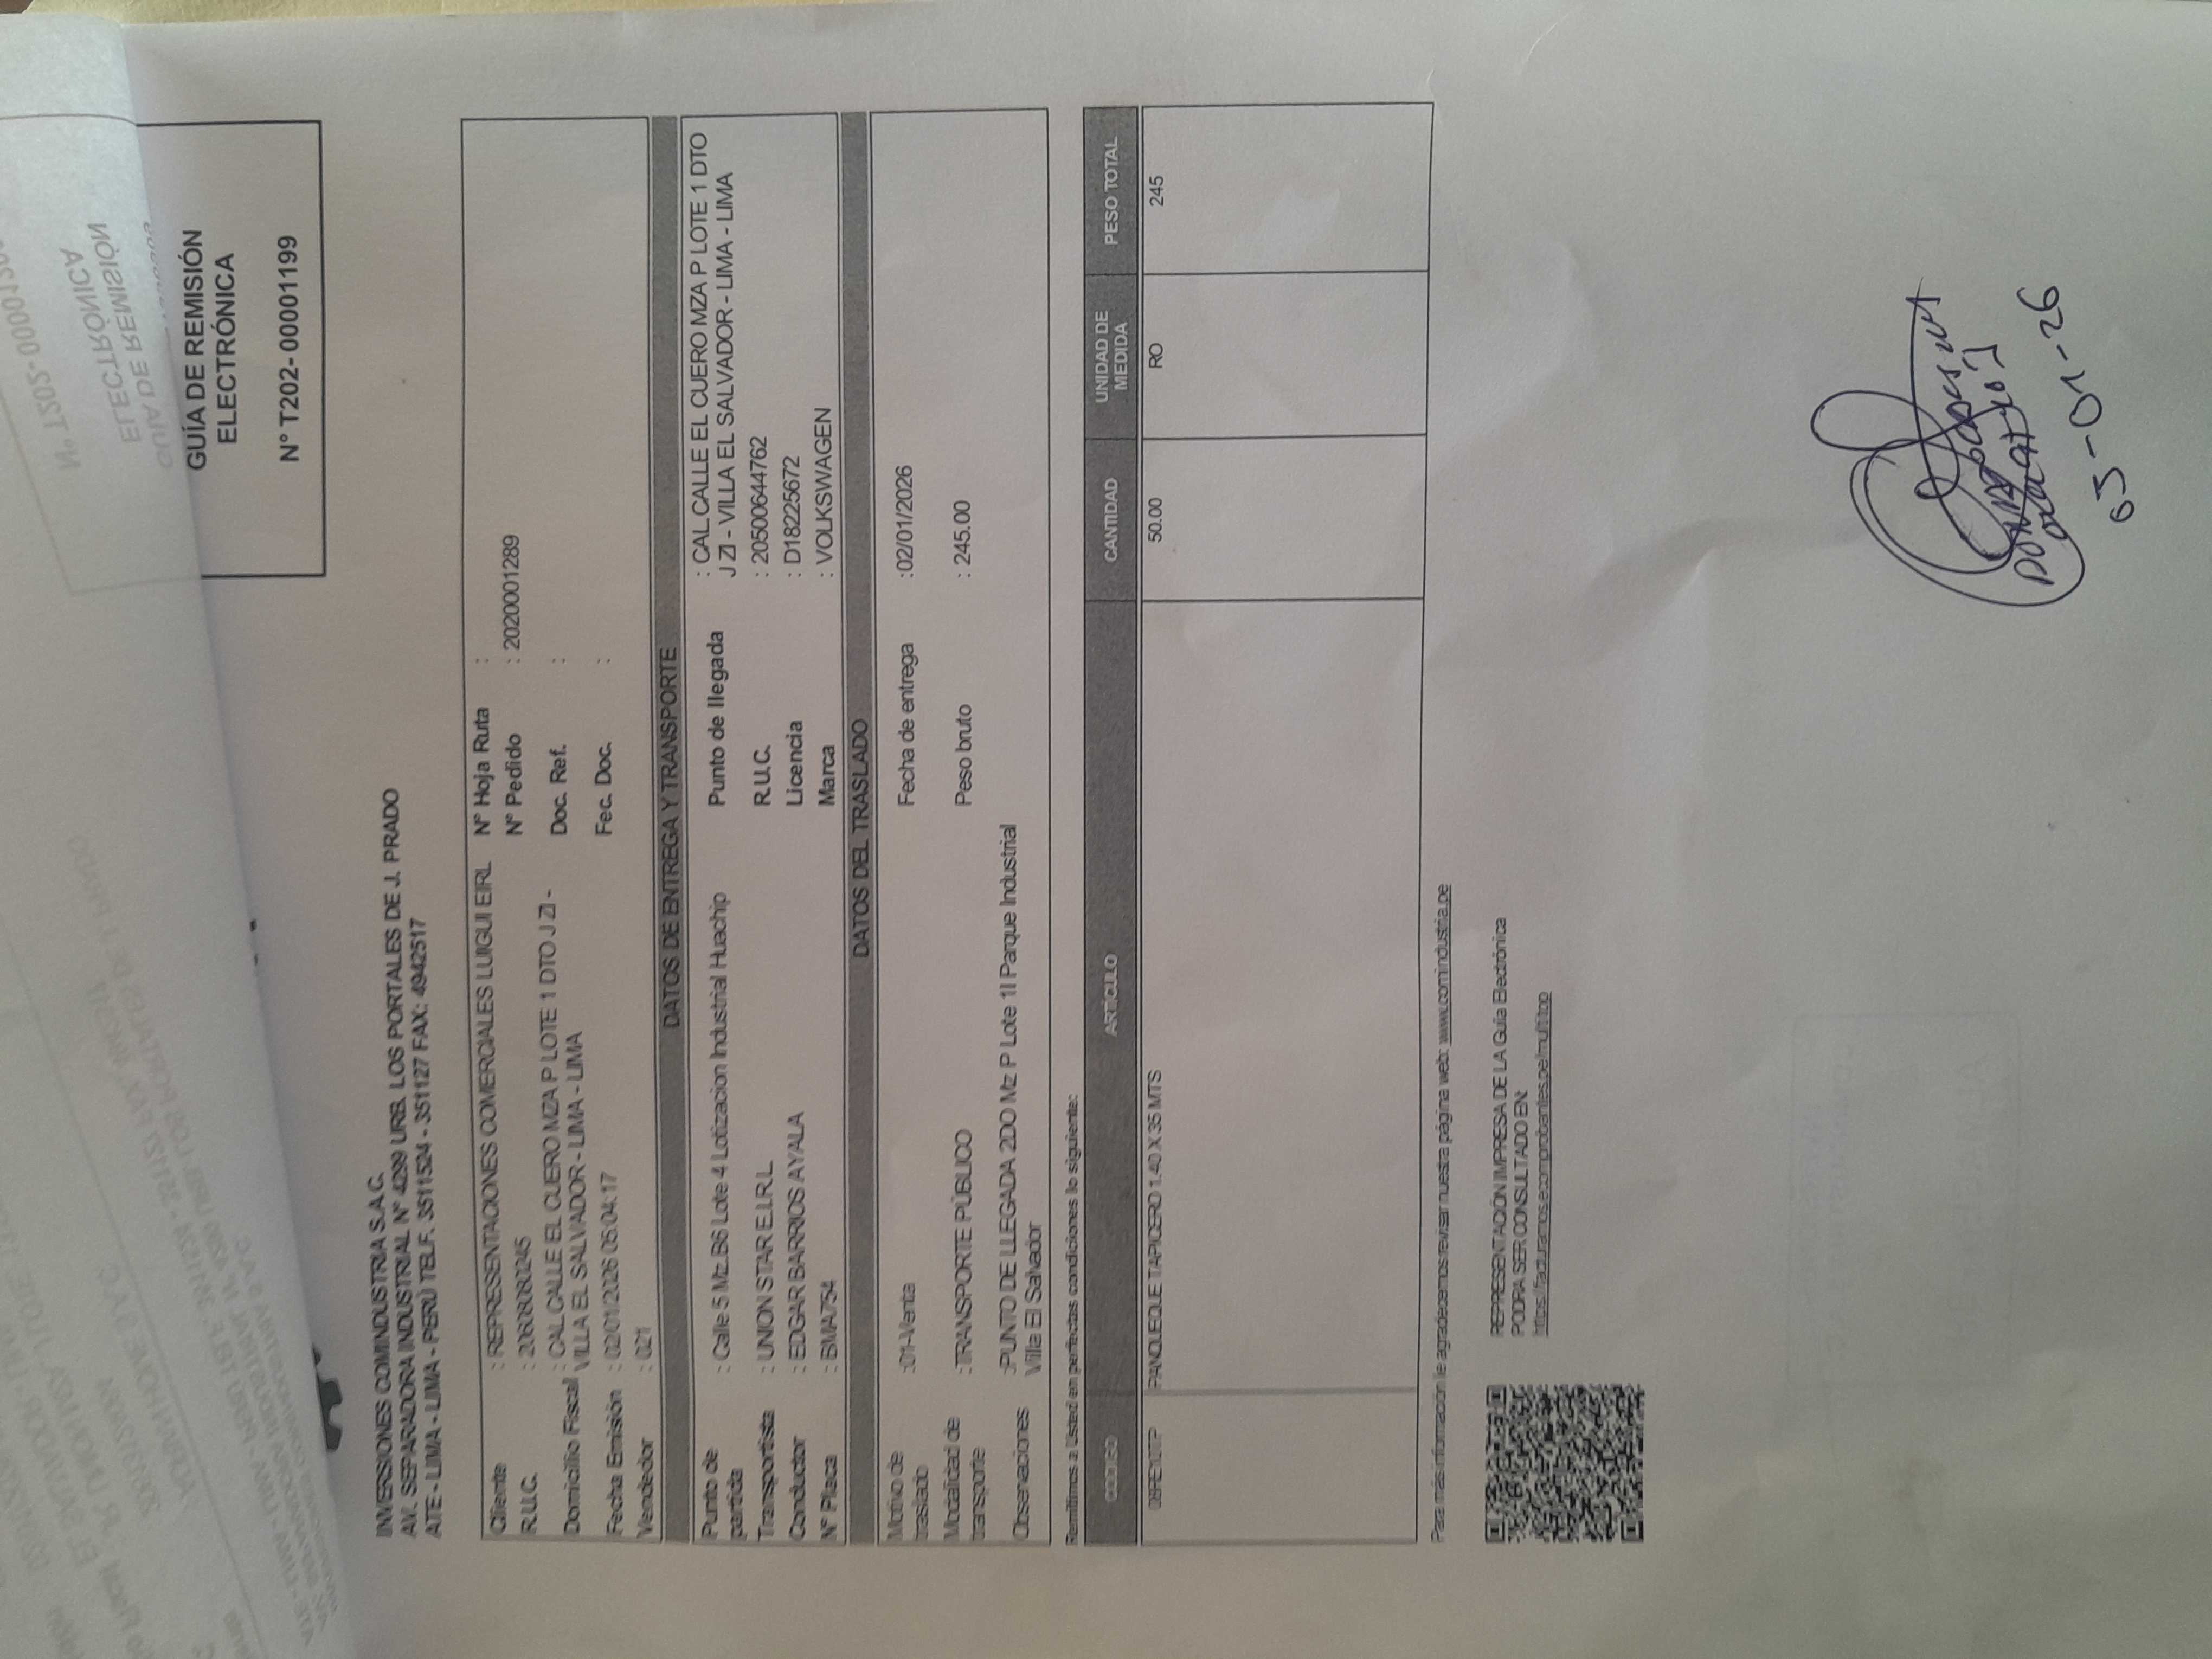 GUÍA DE REMISIÓN
ELECTRÓNICA
N° T202- 00001199
INVERSIONES COMINDUSTRIA S.A.C.
AV. SEPARADORA INDUSTRIAL N° 4299 URB. LOS PORTALES DE J. PRADO
ATE - LIMA - LIMA - PERÚ TELF. 3511524 - 351127 FAX: 4942517
Cliente : REPRESENTACIONES COMERCIALES LUIGUI EIRL N° Hoja Ruta :
R.U.C. : 20608080245 N° Pedido : 2020001289
Domicilio Fiscal : CAL.CALLE EL CUERO MZA P LOTE 1 DTO J ZI - Doc. Ref. :
VILLA EL SALVADOR - LIMA - LIMA
Fecha Emisión : 02/01/2026 05:04:17 Fec. Doc. :
Vendedor : 021
DATOS DE ENTREGA Y TRANSPORTE
Punto de partida : Calle 5 Mz.B6 Lote 4 Lotizacion Industrial Huachip Punto de llegada : CAL.CALLE EL CUERO MZA P LOTE 1 DTO
J ZI - VILLA EL SALVADOR - LIMA - LIMA
Transportista : UNION STAR E.I.R.L R.U.C. : 20500644762
Conductor : EDGAR BARRIOS AYALA Licencia : D18225672
N° Placa : BMA754 Marca : VOLKSWAGEN
DATOS DEL TRASLADO
Motivo de traslado :01-Venta Fecha de entrega :02/01/2026
Modalidad de transporte :TRANSPORTE PÚBLICO Peso bruto : 245.00
Observaciones :PUNTO DE LLEGADA 2DO Mz P Lote 1I Parque Industrial
Villa El Salvador
Remitimos a Usted en perfectas condiciones lo siguiente:
CÓDIGO ARTÍCULO CANTIDAD UNIDAD DE MEDIDA PESO TOTAL
PANQUEQUE TAPICERO 1.40 X 35 MTS 50.00 RO 245
Para más información le agradecemos revisar nuestra página web: www.comindustria.pe
REPRESENTACIÓN IMPRESA DE LA Guía Electrónica
PODRA SER CONSULTADO EN:
https://facturamos.ecomprobantes.pe/multitop
03-01-26